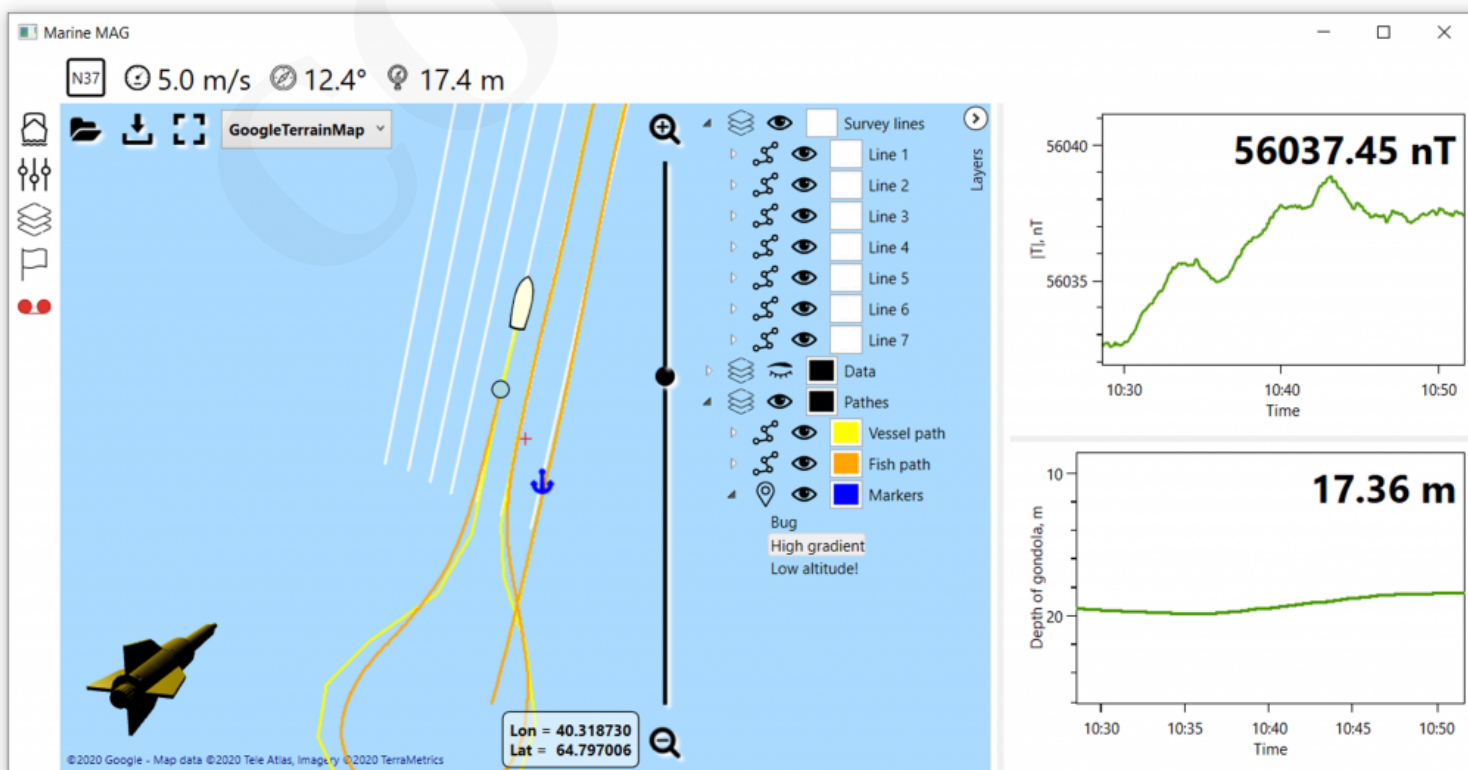 Marine MAG
N37 5.0 m/s 12.4° 17.4 m
GoogleTerrainMap
Survey lines
Line 1
Line 2
Line 3
Line 4
Line 5
Line 6
Line 7
Data
Pathes
Vessel path
Fish path
Markers
Bug
High gradient
Low altitude!
Layers
Lon = 40.318730
Lat = 64.797006
©2020 Google - Map data ©2020 Tele Atlas, Imagery ©2020 TerraMetrics
56037.45 nT
|T|, nT
56040
56035
10:30 10:40 10:50
Time
17.36 m
Depth of gondola, m
10
20
10:30 10:35 10:40 10:45 10:50
Time